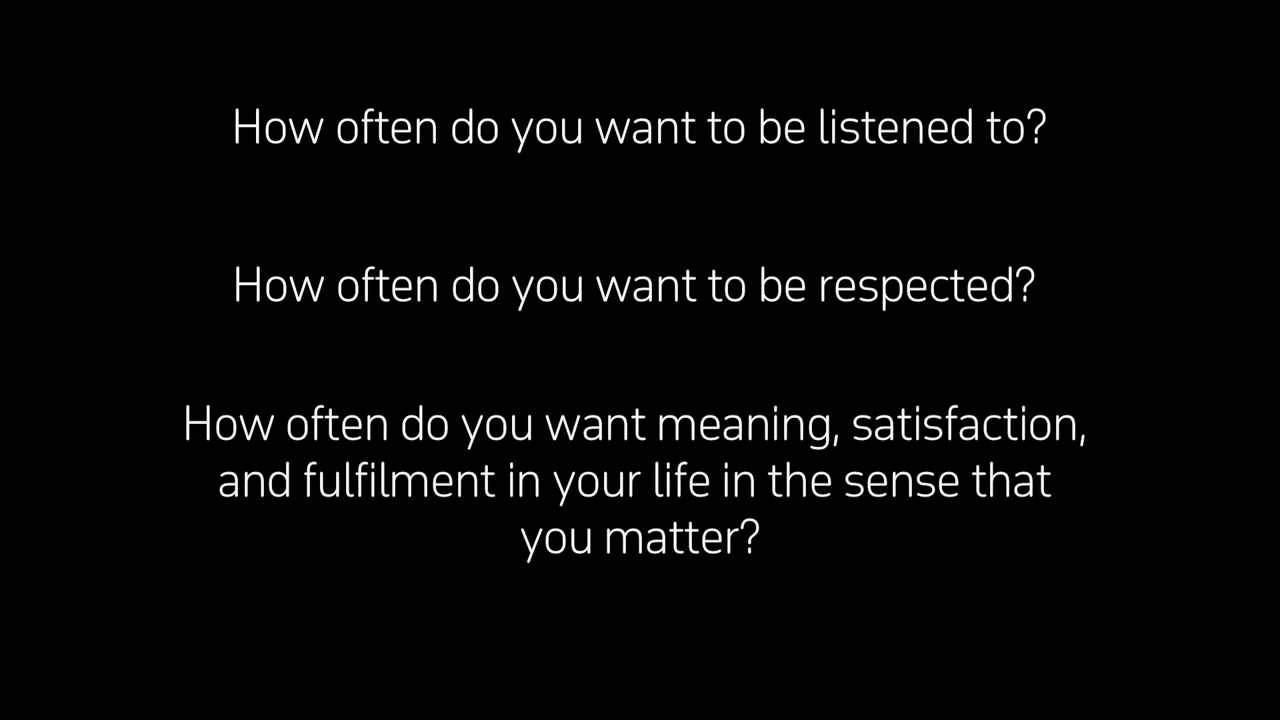 How often do you want to be listened to?
How often do you want to be respected?
How often do you want meaning, satisfaction,
and fulfilment in your life in the sense that
you matter?